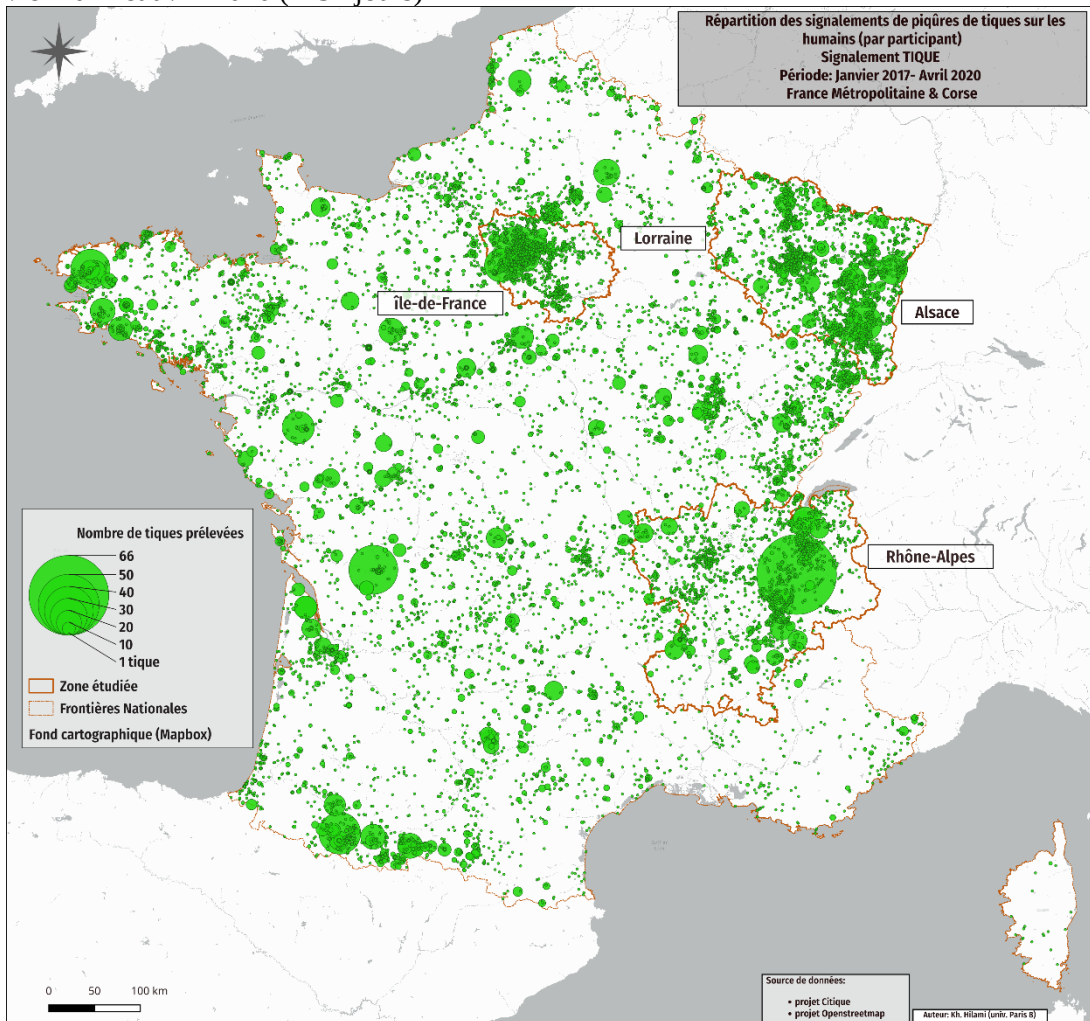 Répartition des signalements de piqûres de tiques sur les
humains (par participant)
Signalement TIQUE
Période: Janvier 2017- Avril 2020
France Métropolitaine & Corse
Lorraine
île-de-France
Alsace
Rhône-Alpes
Nombre de tiques prélevées
66
50
40
30
20
10
1 tique
Zone étudiée
Frontières Nationales
Fond cartographique (Mapbox)
0 50 100 km
Source de données:
• projet Citique
• projet Openstreetmap
Auteur: Kh. Hilami (univ. Paris 8)